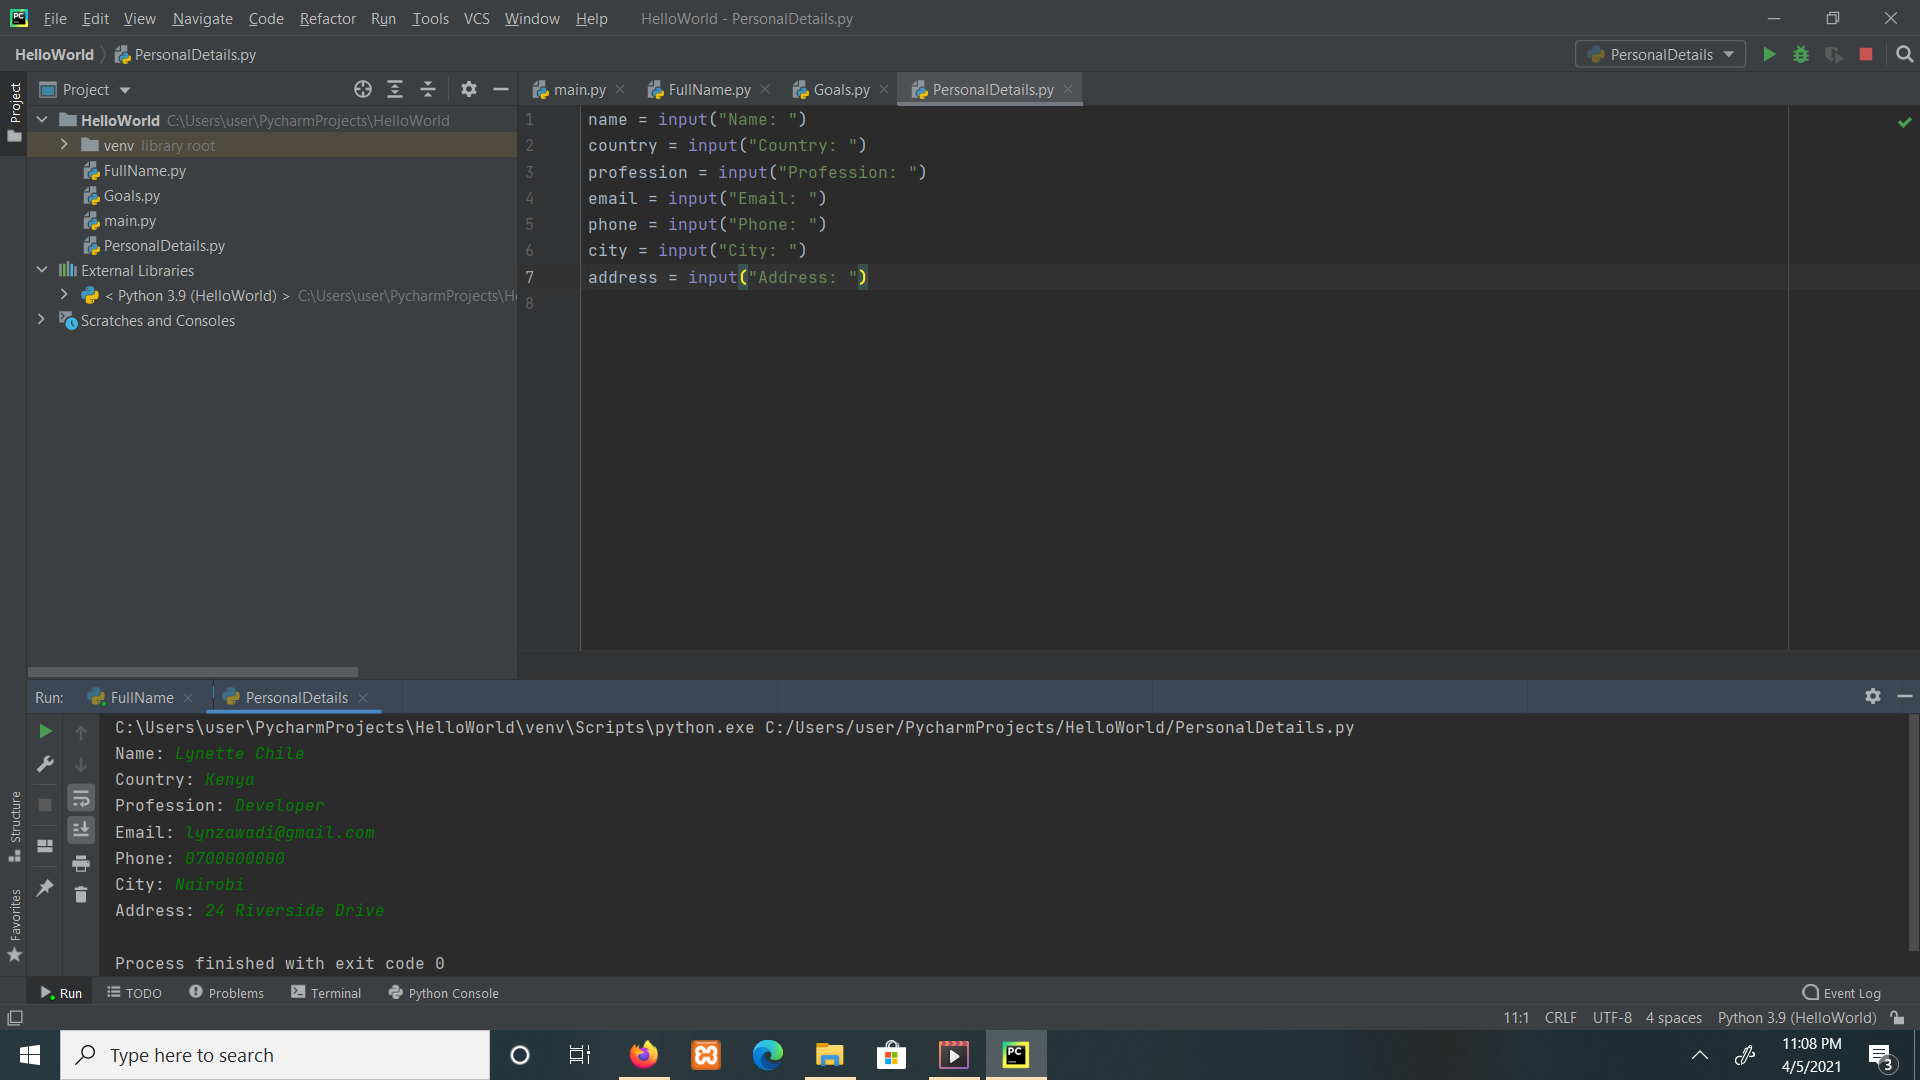 File Edit View Navigate Code Refactor Run Tools VCS Window Help HelloWorld - PersonalDetails.py
HelloWorld PersonalDetails.py PersonalDetails
Project
Project
main.py FullName.py Goals.py PersonalDetails.py
HelloWorld C:\Users\user\PycharmProjects\HelloWorld
venv library root
FullName.py
Goals.py
main.py
PersonalDetails.py
External Libraries
< Python 3.9 (HelloWorld) > C:\Users\user\PycharmProjects\H
Scratches and Consoles
1 name = input("Name: ")
2 country = input("Country: ")
3 profession = input("Profession: ")
4 email = input("Email: ")
5 phone = input("Phone: ")
6 city = input("City: ")
7 address = input("Address: ")
8
Run: FullName PersonalDetails
C:\Users\user\PycharmProjects\HelloWorld\venv\Scripts\python.exe C:/Users/user/PycharmProjects/HelloWorld/PersonalDetails.py
Name: Lynette Chile
Country: Kenya
Profession: Developer
Email: lynzawadi@gmail.com
Phone: 0700000000
City: Nairobi
Address: 24 Riverside Drive
Process finished with exit code 0
Structure
Favorites
Run TODO Problems Terminal Python Console Event Log
11:1 CRLF UTF-8 4 spaces Python 3.9 (HelloWorld)
Type here to search
PC
11:08 PM
4/5/2021
3